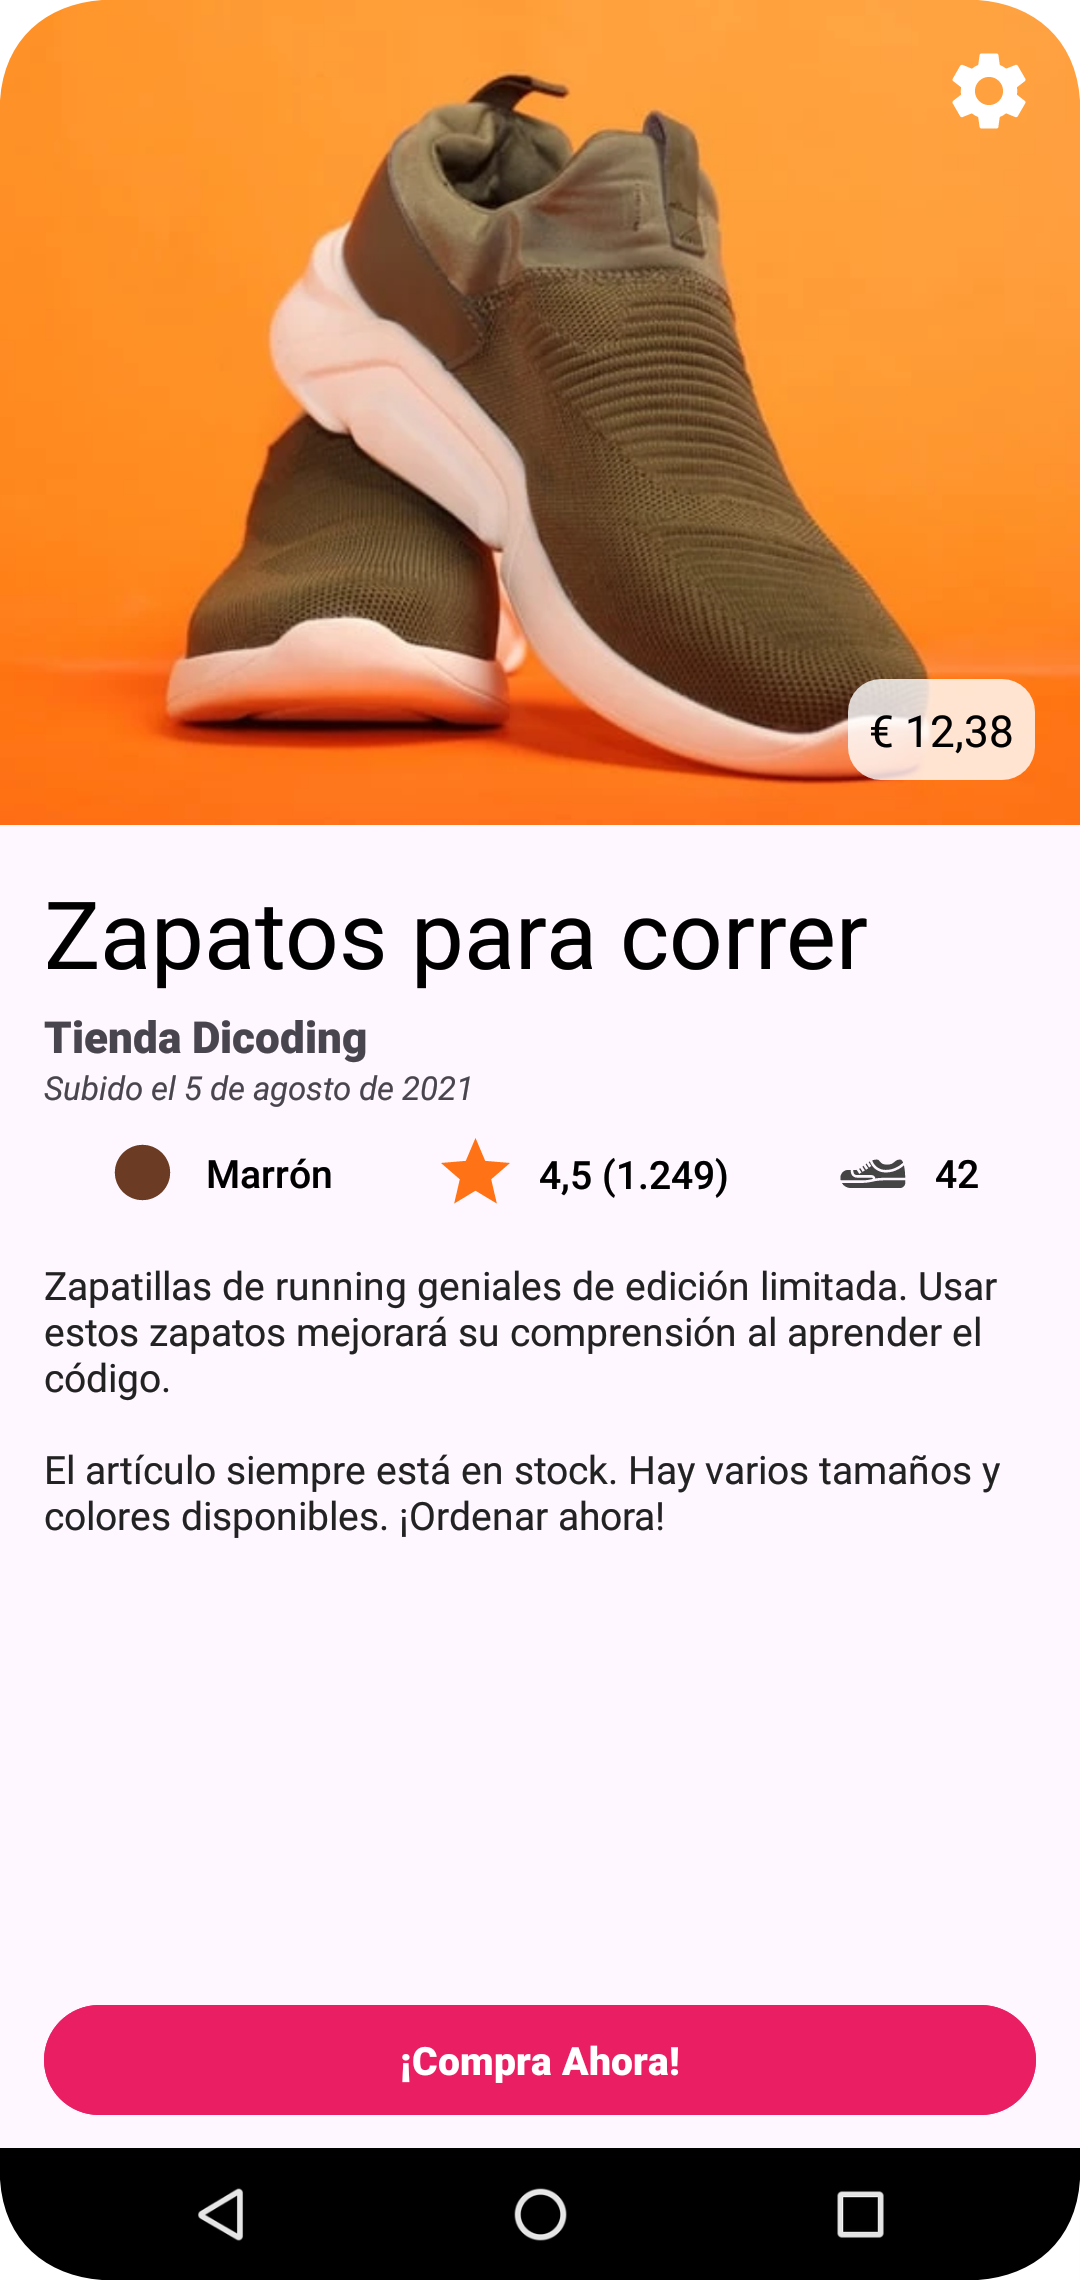 € 12,38
Zapatos para correr
Tienda Dicoding
Subido el 5 de agosto de 2021
Marrón
4,5 (1.249)
42
Zapatillas de running geniales de edición limitada. Usar
estos zapatos mejorará su comprensión al aprender el
código.
El artículo siempre está en stock. Hay varios tamaños y
colores disponibles. ¡Ordenar ahora!
¡Compra Ahora!